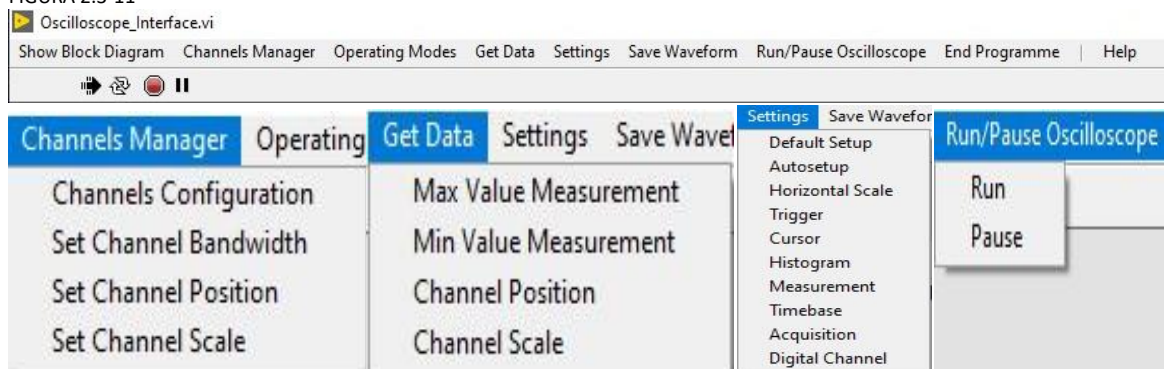 Oscilloscope_Interface.vi
Show Block Diagram Channels Manager Operating Modes Get Data Settings Save Waveform Run/Pause Oscilloscope End Programme | Help
Channels Manager Operating
Channels Configuration
Set Channel Bandwidth
Set Channel Position
Set Channel Scale
Get Data Settings Save Wavef
Max Value Measurement
Min Value Measurement
Channel Position
Channel Scale
Settings Save Wavefor
Default Setup
Autosetup
Horizontal Scale
Trigger
Cursor
Histogram
Measurement
Timebase
Acquisition
Digital Channel
Run/Pause Oscilloscope
Run
Pause